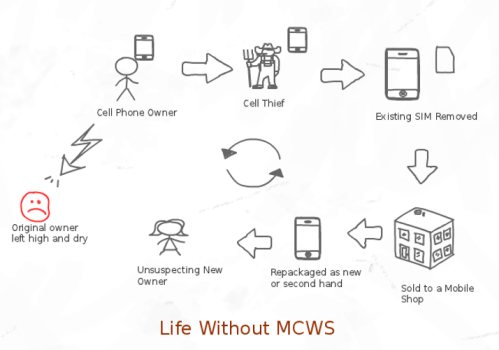 Cell Phone Owner
Cell Thief
Existing SIM Removed
Original owner
left high and dry
Unsuspecting New
Owner
Repackaged as new
or second hand
Sold to a Mobile
Shop
Life Without MCWS